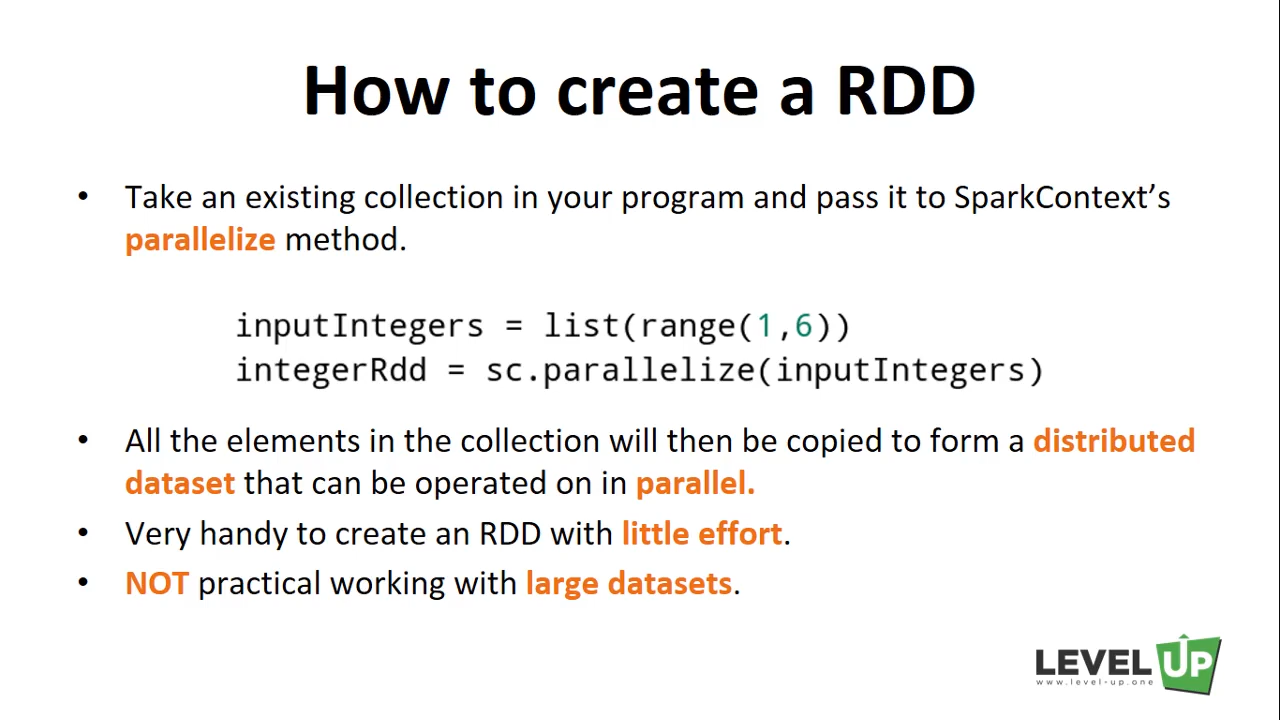 How to create a RDD
• Take an existing collection in your program and pass it to SparkContext’s
parallelize method.
inputIntegers = list(range(1,6))
integerRdd = sc.parallelize(inputIntegers)
• All the elements in the collection will then be copied to form a distributed
dataset that can be operated on in parallel.
• Very handy to create an RDD with little effort.
• NOT practical working with large datasets.
LEVEL UP
www.level-up.one